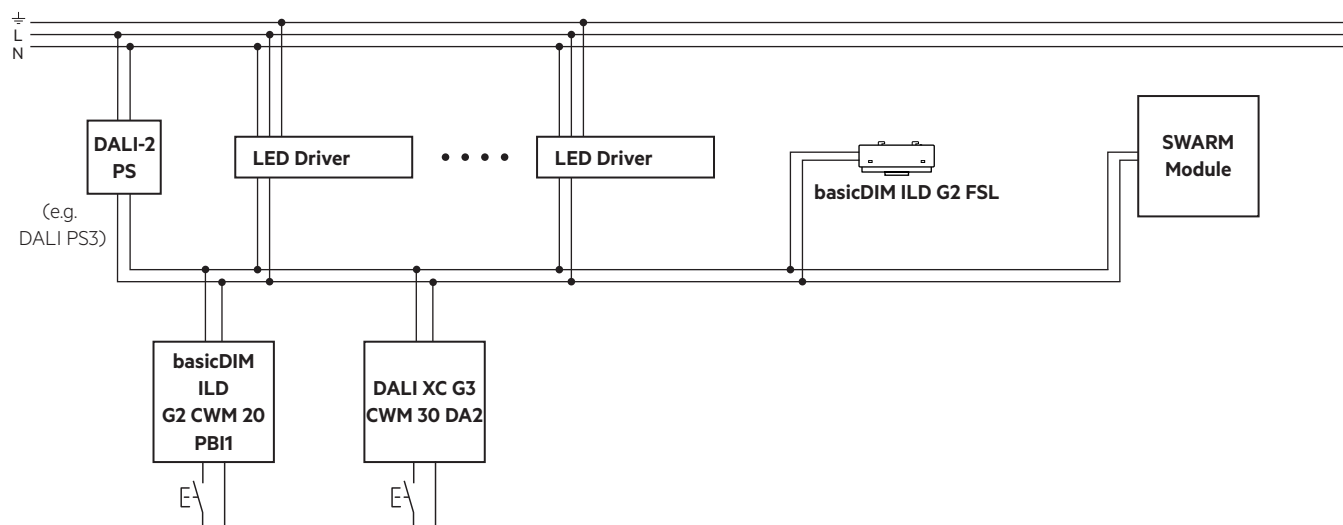 L
N
DALI-2
PS
LED Driver
LED Driver
basicDIM ILD G2 FSL
SWARM
Module
(e.g.
DALI PS3)
basicDIM
ILD
G2 CWM 20
PBI1
DALI XC G3
CWM 30 DA2